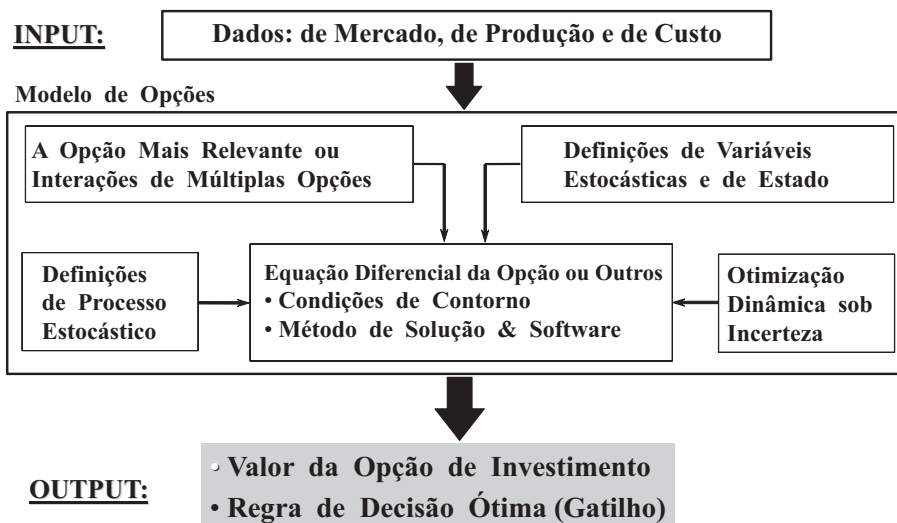 INPUT:
Dados: de Mercado, de Produção e de Custo
Modelo de Opções
A Opção Mais Relevante ou
Interações de Múltiplas Opções
Definições de Variáveis
Estocásticas e de Estado
Definições
de Processo
Estocástico
Equação Diferencial da Opção ou Outros
• Condições de Contorno
• Método de Solução & Software
Otimização
Dinâmica sob
Incerteza
OUTPUT:
• Valor da Opção de Investimento
• Regra de Decisão Ótima (Gatilho)